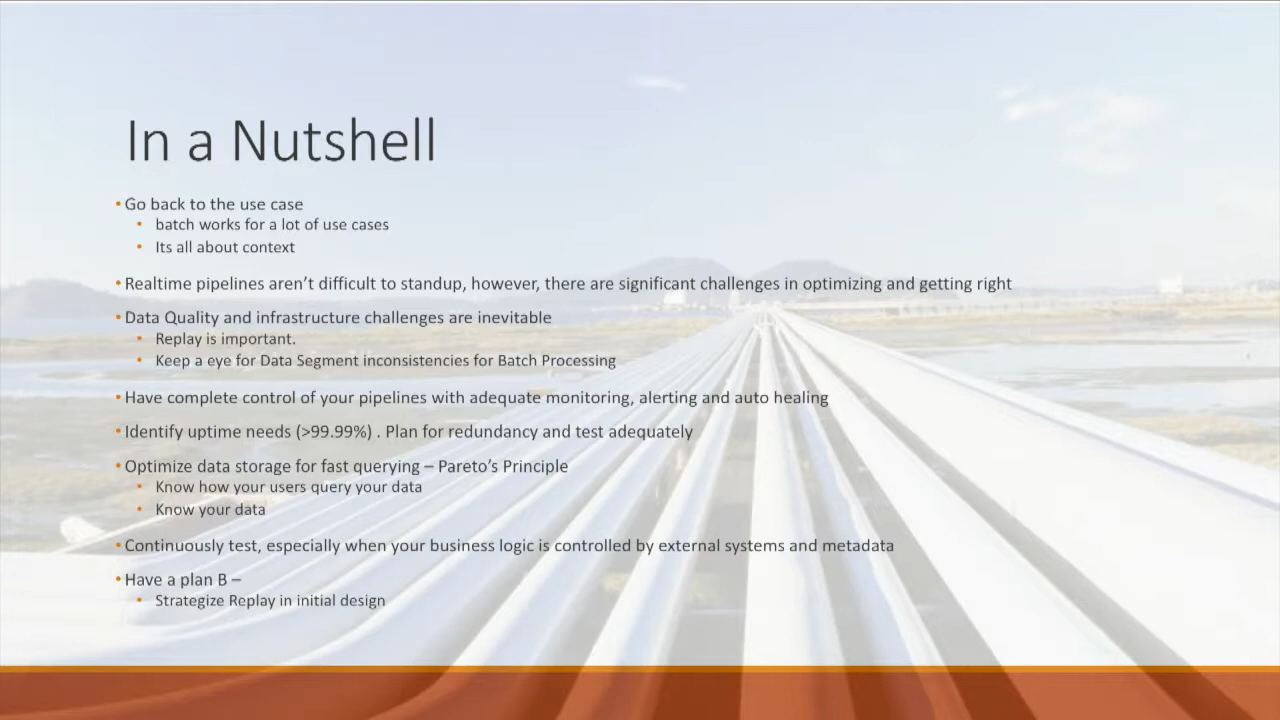 In a Nutshell
• Go back to the use case
• batch works for a lot of use cases
• Its all about context
• Realtime pipelines aren’t difficult to standup, however, there are significant challenges in optimizing and getting right
• Data Quality and infrastructure challenges are inevitable
• Replay is important.
• Keep a eye for Data Segment inconsistencies for Batch Processing
• Have complete control of your pipelines with adequate monitoring, alerting and auto healing
• Identify uptime needs (>99.99%) . Plan for redundancy and test adequately
• Optimize data storage for fast querying – Pareto’s Principle
• Know how your users query your data
• Know your data
• Continuously test, especially when your business logic is controlled by external systems and metadata
• Have a plan B –
• Strategize Replay in initial design